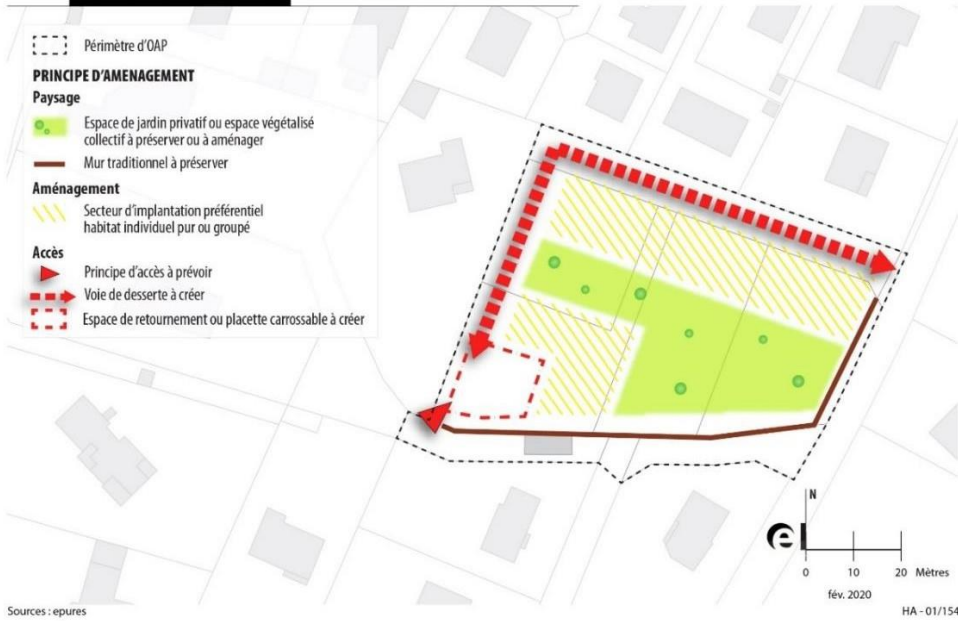 Périmètre d'OAP
PRINCIPE D'AMENAGEMENT
Paysage
Espace de jardin privatif ou espace végétalisé
collectif à préserver ou à aménager
Mur traditionnel à préserver
Aménagement
Secteur d'implantation préférentiel
habitat individuel pur ou groupé
Accès
Principe d'accès à prévoir
Voie de desserte à créer
Espace de retournement ou placette carrossable à créer
N
e
0 10 20 Mètres
fév. 2020
Sources : epures
HA - 01/154